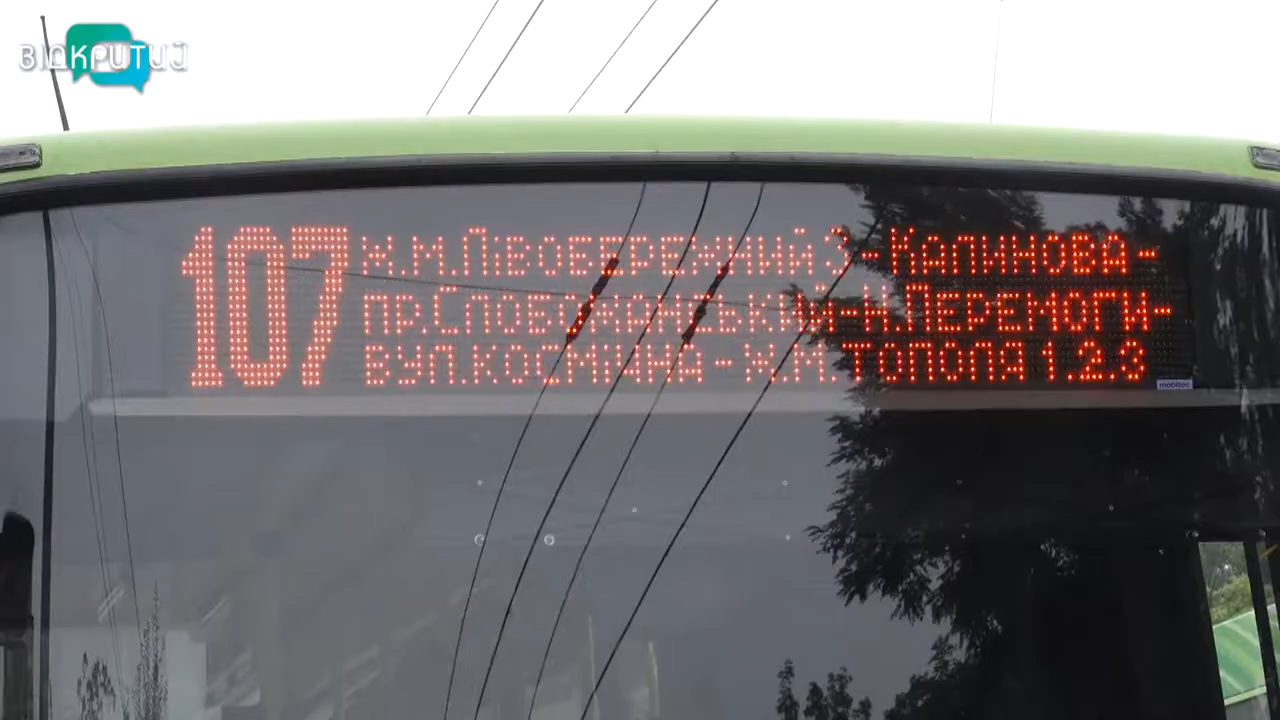 ВІДКРИТИЙ
107
Ж.М.Лівобережний 3 - Калинова -
пр.Слобожанський-Н.Перемоги-
вул.Космічна - Ж.М.Тополя 1.2.3
mobitec